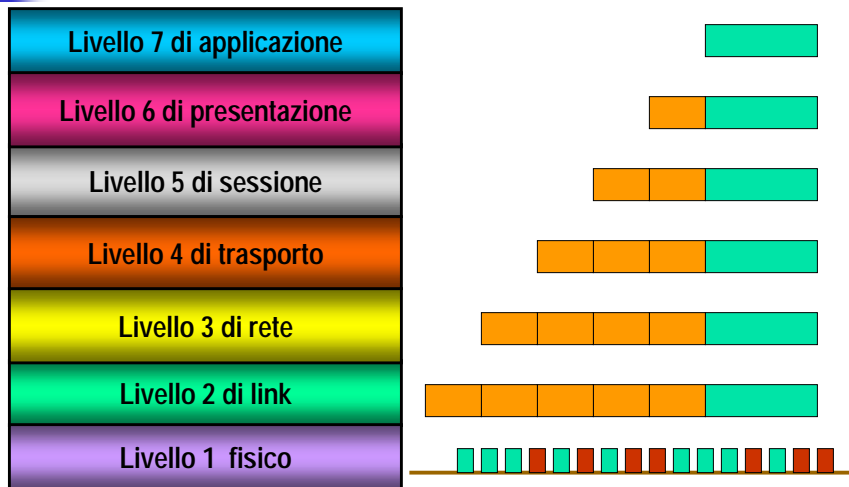 Livello 7 di applicazione
Livello 6 di presentazione
Livello 5 di sessione
Livello 4 di trasporto
Livello 3 di rete
Livello 2 di link
Livello 1 fisico